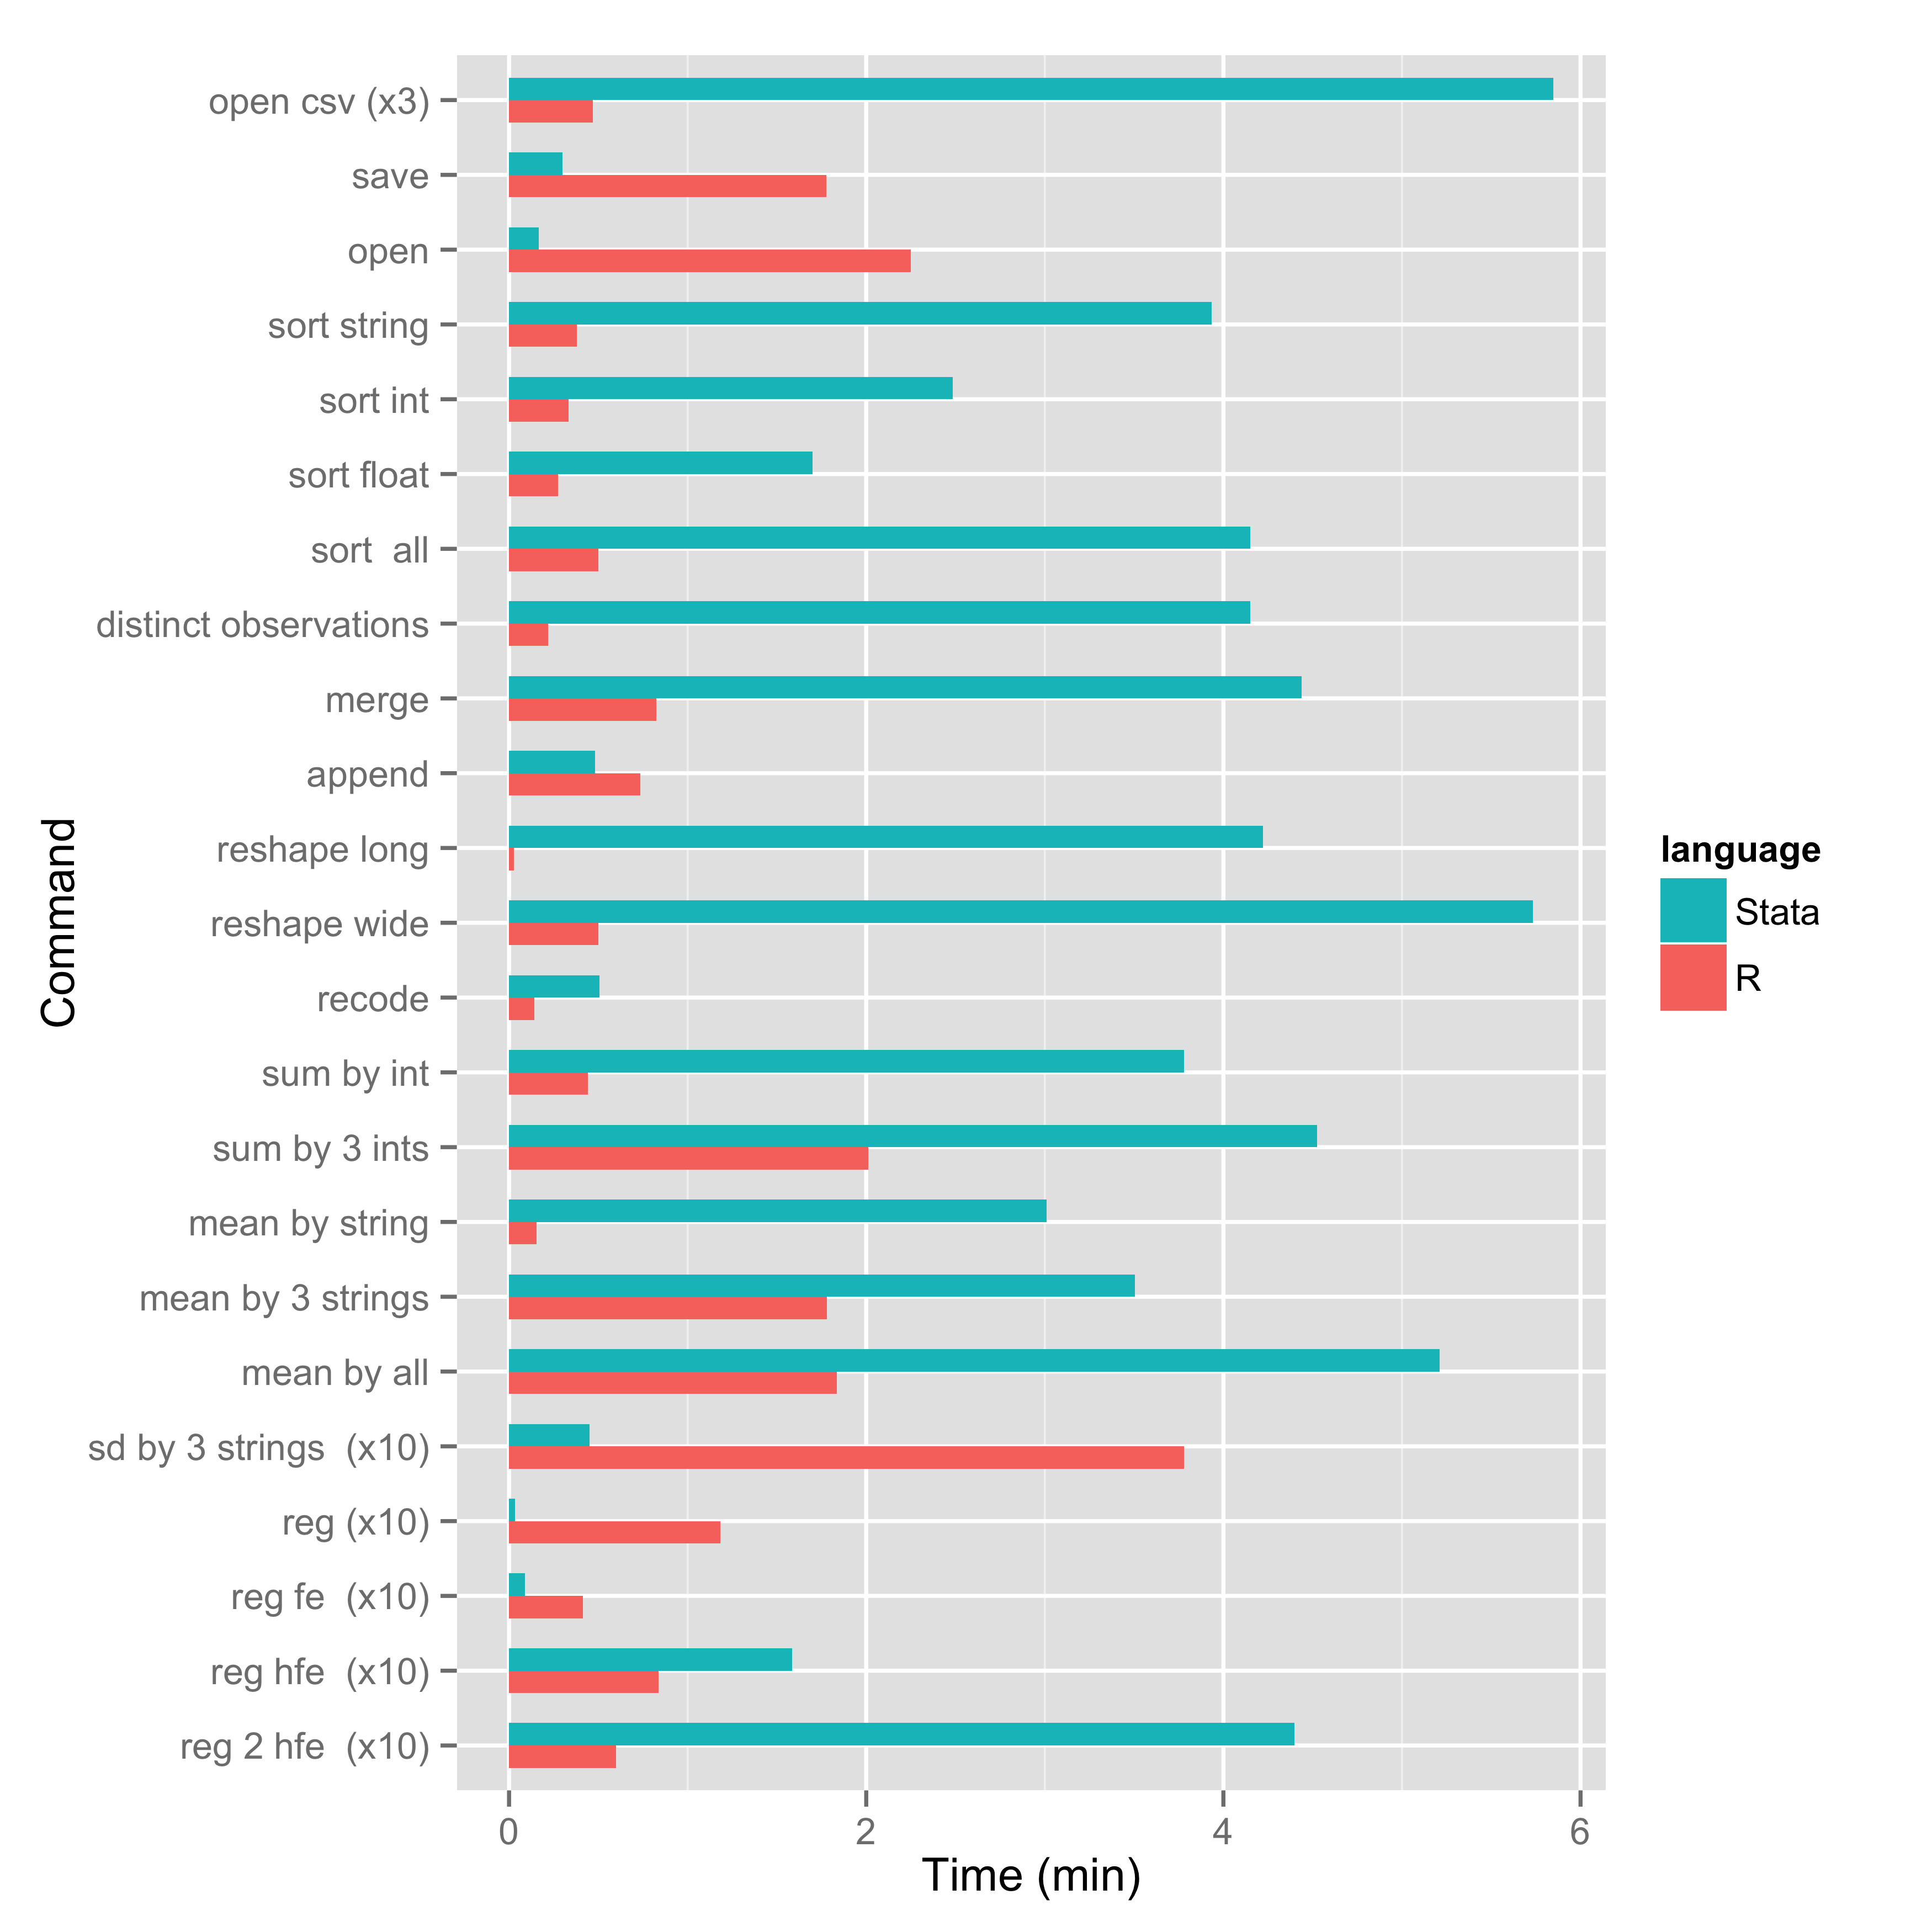 open csv (x3)
save
open
sort string
sort int
sort float
sort  all
distinct observations
merge
append
reshape long
reshape wide
recode
sum by int
sum by 3 ints
mean by string
mean by 3 strings
mean by all
sd by 3 strings  (x10)
reg (x10)
reg fe  (x10)
reg hfe  (x10)
reg 2 hfe  (x10)
Command
0 2 4 6
Time (min)
language
Stata
R